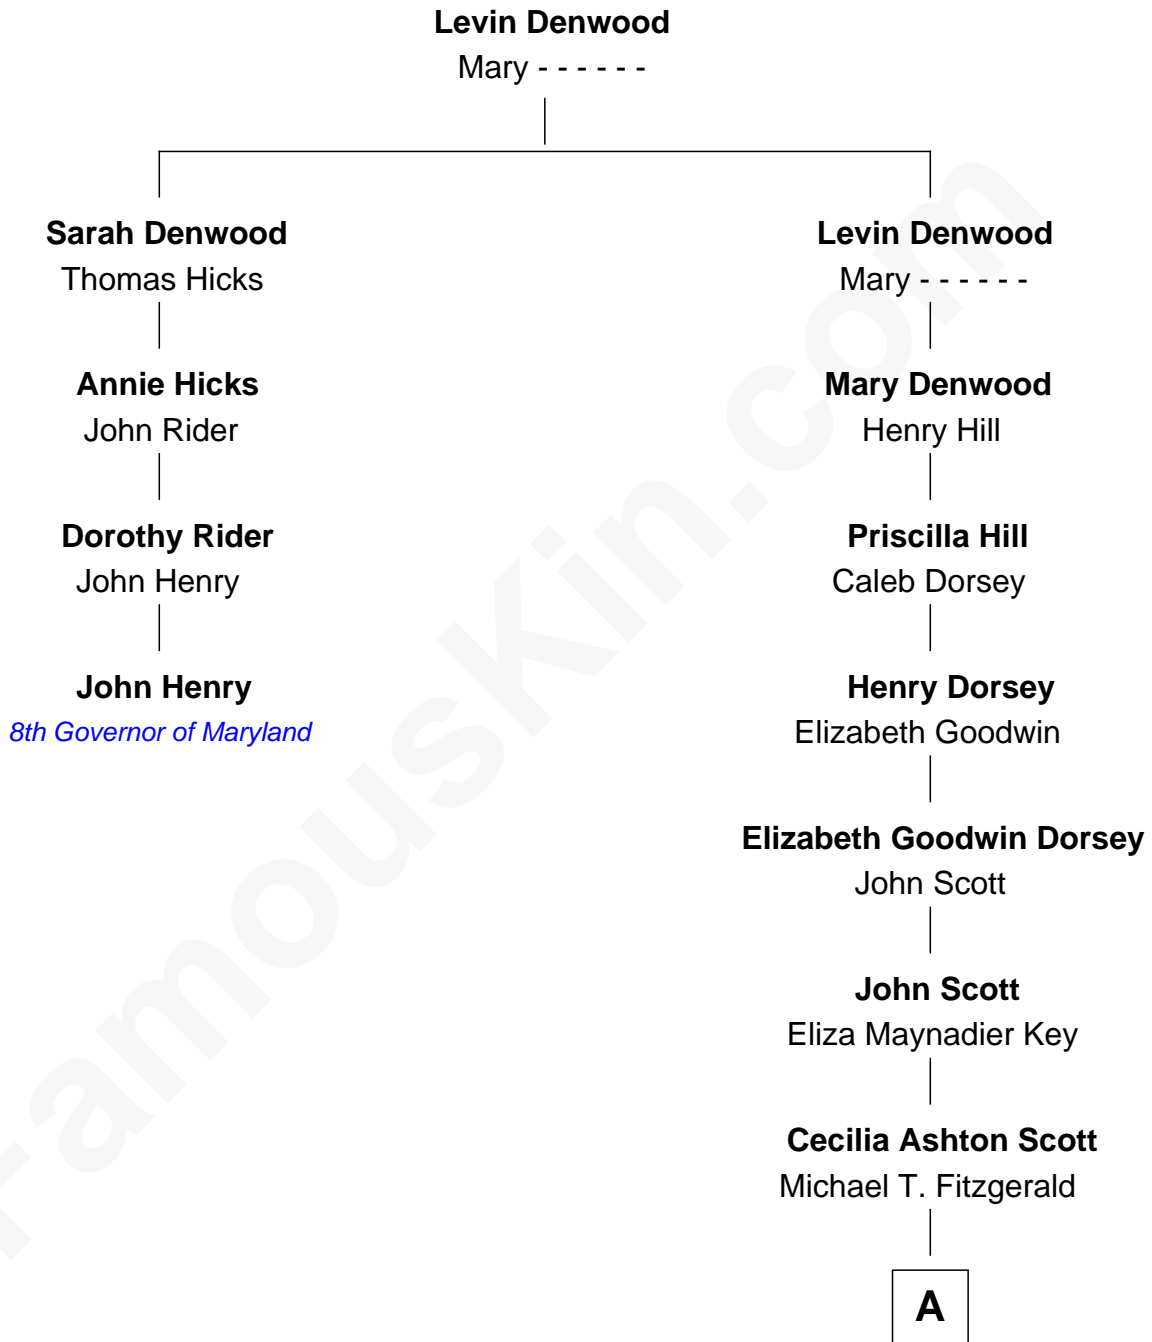 Levin Denwood
Mary - - - - - -
Sarah Denwood
Thomas Hicks
Annie Hicks
John Rider
Dorothy Rider
John Henry
John Henry
8th Governor of Maryland
Levin Denwood
Mary - - - - - -
Mary Denwood
Henry Hill
Priscilla Hill
Caleb Dorsey
Henry Dorsey
Elizabeth Goodwin
Elizabeth Goodwin Dorsey
John Scott
John Scott
Eliza Maynadier Key
Cecilia Ashton Scott
Michael T. Fitzgerald
A
FamousKin.com